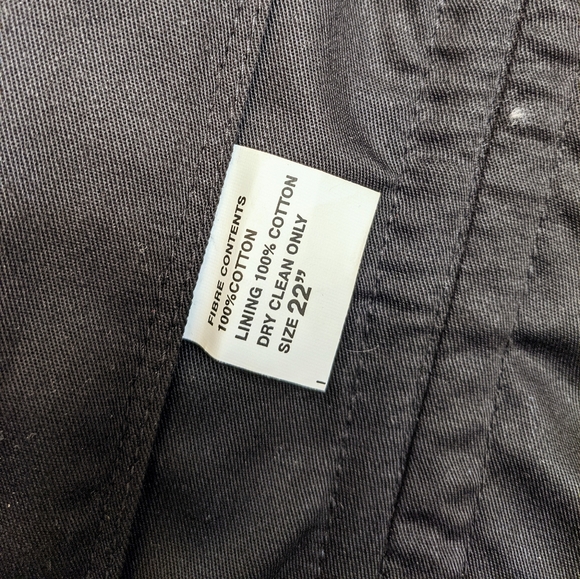 FIBRE CONTENTS
100%COTTON
LINING 100% COTTON
DRY CLEAN ONLY
SIZE 22”